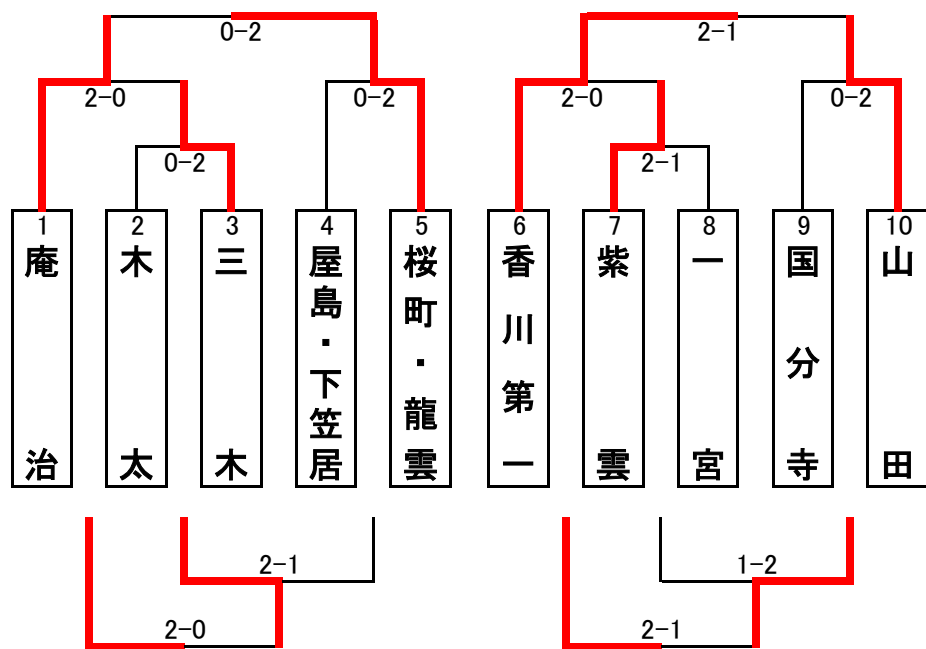 0-2
2-1
2-0
0-2
2-0
0-2
0-2
2-1
1
庵治
2
木太
3
三木
4
屋島・下笠居
5
桜町・龍雲
6
香川第一
7
紫雲
8
一宮
9
国分寺
10
山田
2-1
1-2
2-0
2-1